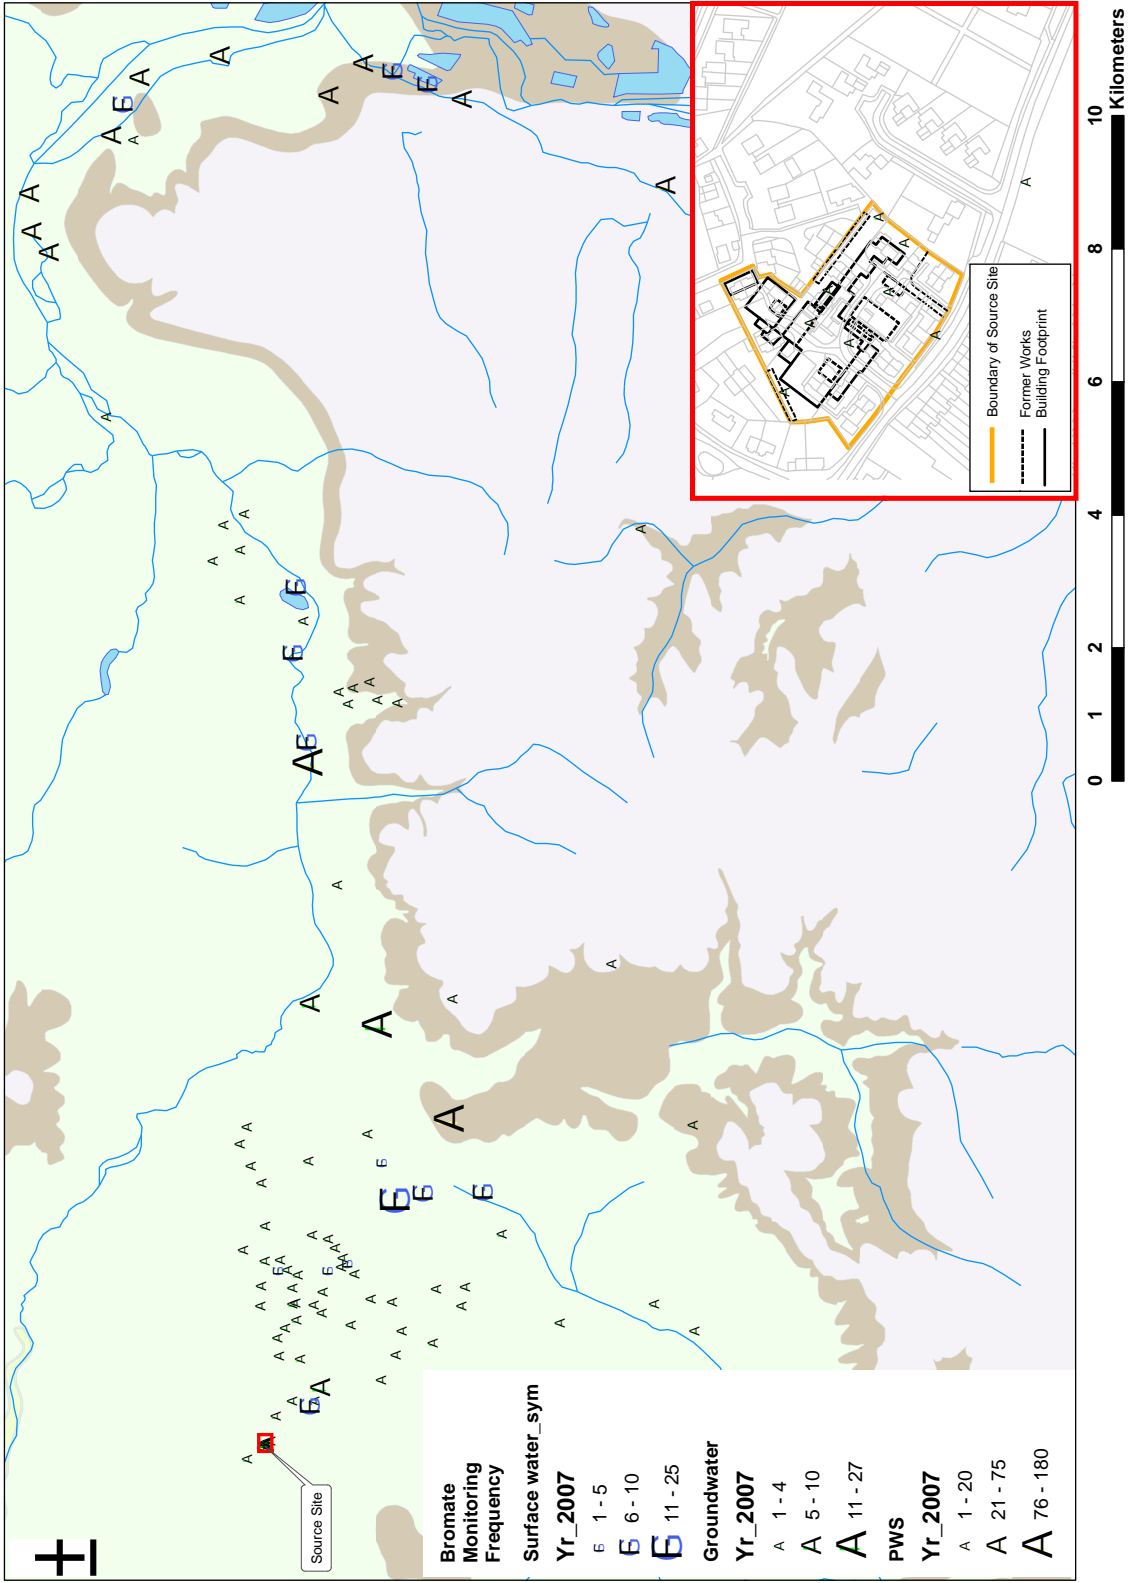 Source Site
Bromate
Monitoring
Frequency
Surface water_sym
Yr_2007
1 - 5
6 - 10
11 - 25
Groundwater
Yr_2007
A 1 - 4
A 5 - 10
A 11 - 27
PWS
Yr_2007
A 1 - 20
A 21 - 75
A 76 - 180
Boundary of Source Site
Former Works
Building Footprint
0 1 2 4 6 8 10
Kilometers